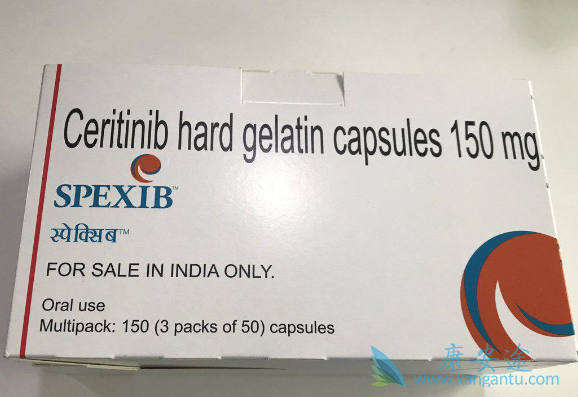 Ceritinib hard gelatin capsules 150 mg.
SPEXIB™
स्पेक्सिब™
FOR SALE IN INDIA ONLY.
Oral use
Multipack: 150 (3 packs of 50) capsules
康安途
www.kangantu.com